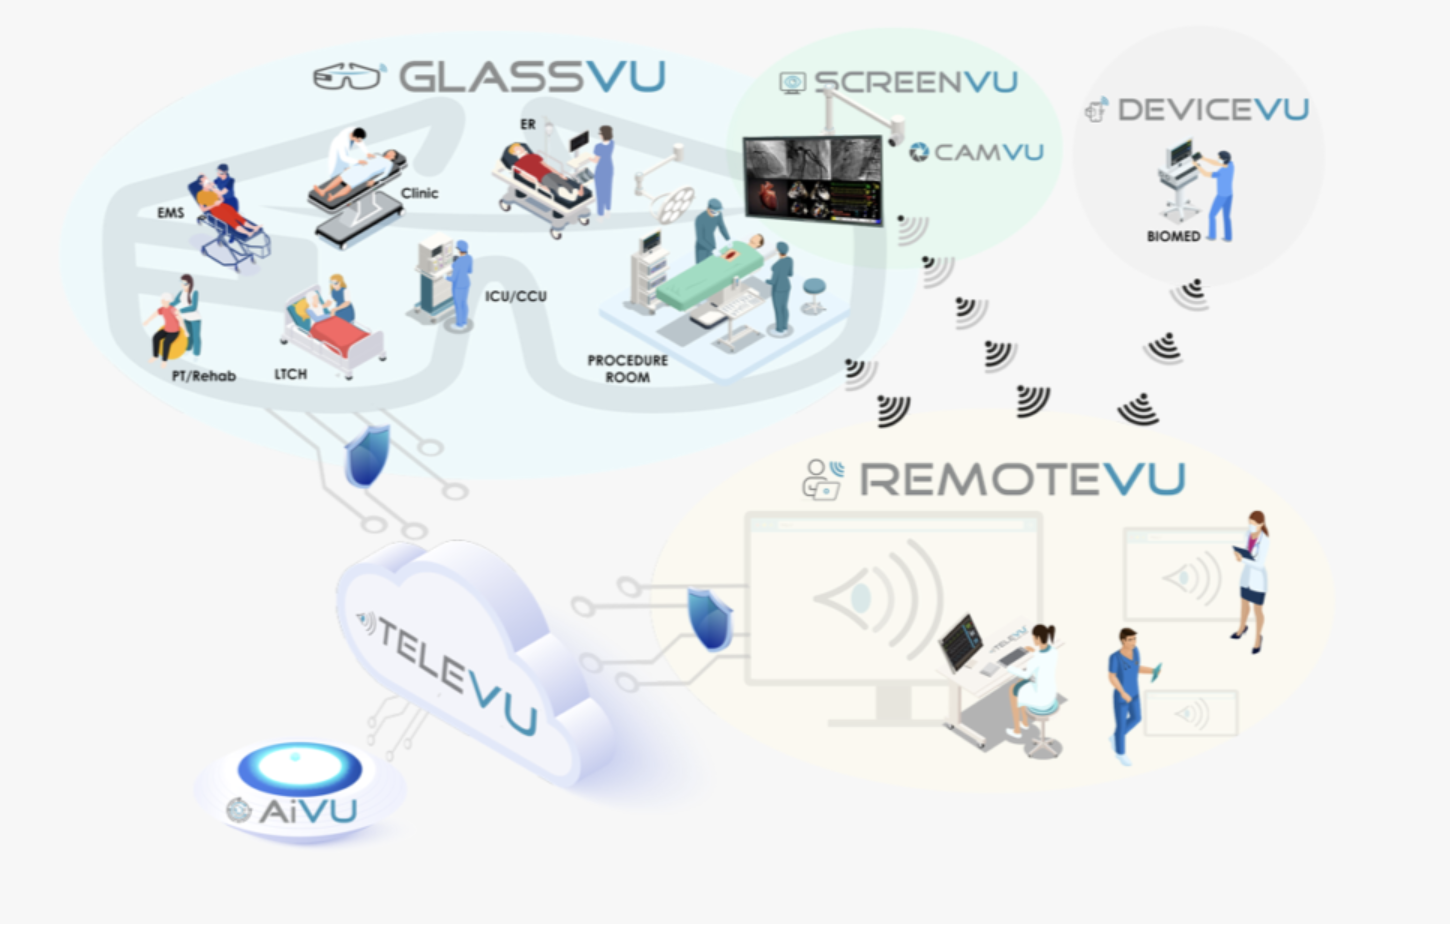 GLASSVU
SCREENVU
CAMVU
DEVICEVU
ER
Clinic
EMS
BIOMED
ICU/CCU
PROCEDURE
ROOM
PT/Rehab
LTCH
REMOTEVU
TELEVU
TELEVU
AiVU